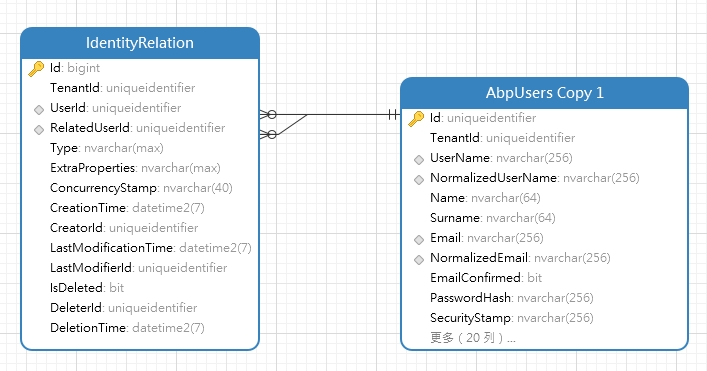 IdentityRelation
Id: bigint
TenantId: uniqueidentifier
UserId: uniqueidentifier
RelatedUserId: uniqueidentifier
Type: nvarchar(max)
ExtraProperties: nvarchar(max)
ConcurrencyStamp: nvarchar(40)
CreationTime: datetime2(7)
CreatorId: uniqueidentifier
LastModificationTime: datetime2(7)
LastModifierId: uniqueidentifier
IsDeleted: bit
DeleterId: uniqueidentifier
DeletionTime: datetime2(7)
AbpUsers Copy 1
Id: uniqueidentifier
TenantId: uniqueidentifier
UserName: nvarchar(256)
NormalizedUserName: nvarchar(256)
Name: nvarchar(64)
Surname: nvarchar(64)
Email: nvarchar(256)
NormalizedEmail: nvarchar(256)
EmailConfirmed: bit
PasswordHash: nvarchar(256)
SecurityStamp: nvarchar(256)
更多 ( 20 列 ) ...